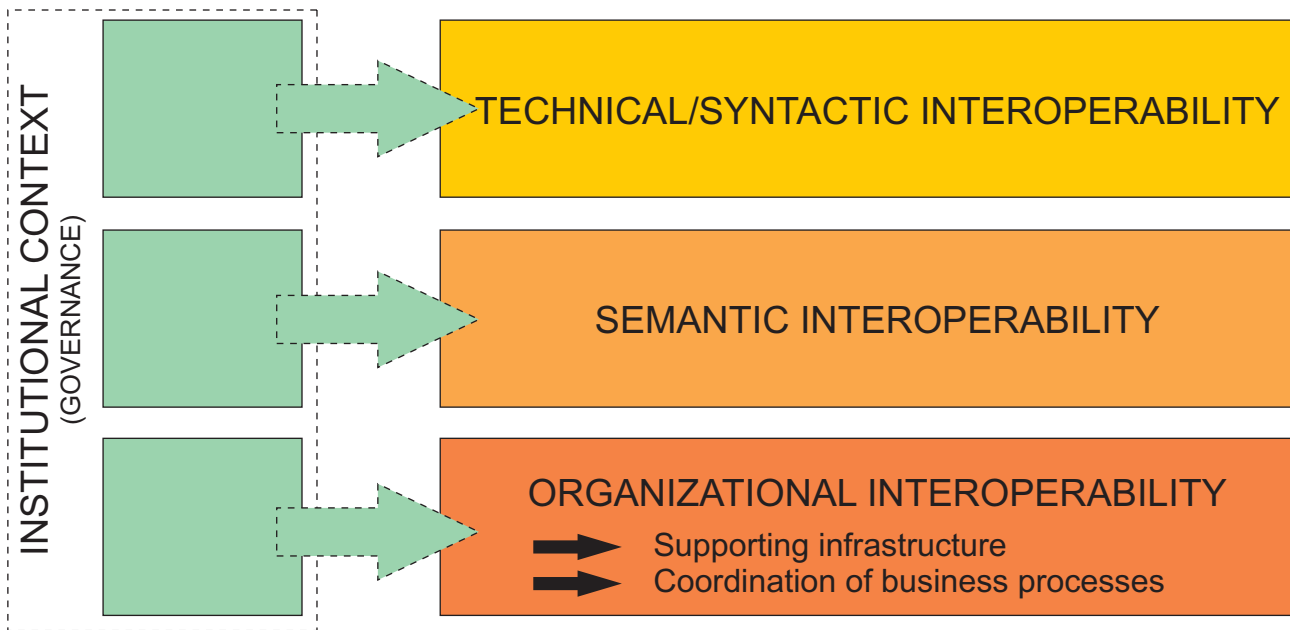 INSTITUTIONAL CONTEXT
(GOVERNANCE)
TECHNICAL/SYNTACTIC INTEROPERABILITY
SEMANTIC INTEROPERABILITY
ORGANIZATIONAL INTEROPERABILITY
Supporting infrastructure
Coordination of business processes